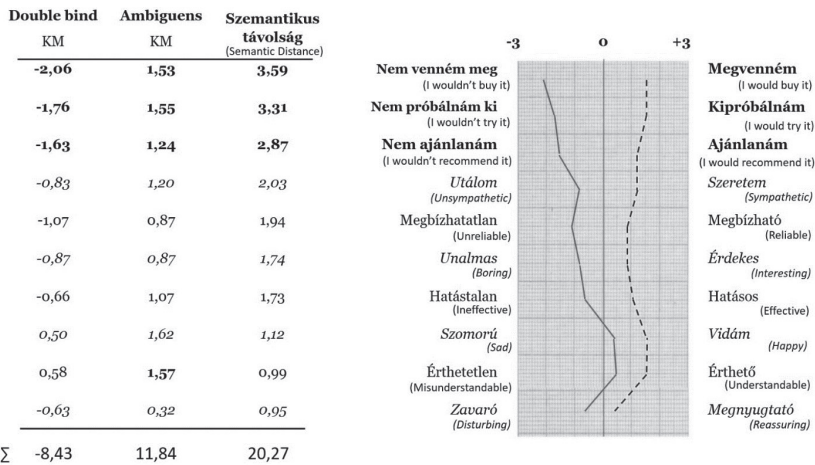 Double bind Ambiguens Szemantikus távolság (Semantic Distance)
KM KM
-2,06 1,53 3,59
-1,76 1,55 3,31
-1,63 1,24 2,87
-0,83 1,20 2,03
-1,07 0,87 1,94
-0,87 0,87 1,74
-0,66 1,07 1,73
0,50 1,62 1,12
0,58 1,57 0,99
-0,63 0,32 0,95
∑ -8,43 11,84 20,27
-3 0 +3
Nem venném meg Megvenném
(I wouldn't buy it) (I would buy it)
Nem próbálnám ki Kipróbálnám
(I wouldn't try it) (I would try it)
Nem ajánlanám Ajánlanám
(I wouldn't recommend it) (I would recommend it)
Utálom Szeretem
(Unsympathetic) (Sympathetic)
Megbízhatatlan Megbízható
(Unreliable) (Reliable)
Unalmas Érdekes
(Boring) (Interesting)
Hatástalan Hatásos
(Ineffective) (Effective)
Szomorú Vidám
(Sad) (Happy)
Érthetetlen Érthető
(Misunderstandable) (Understandable)
Zavaró Megnyugtató
(Disturbing) (Reassuring)